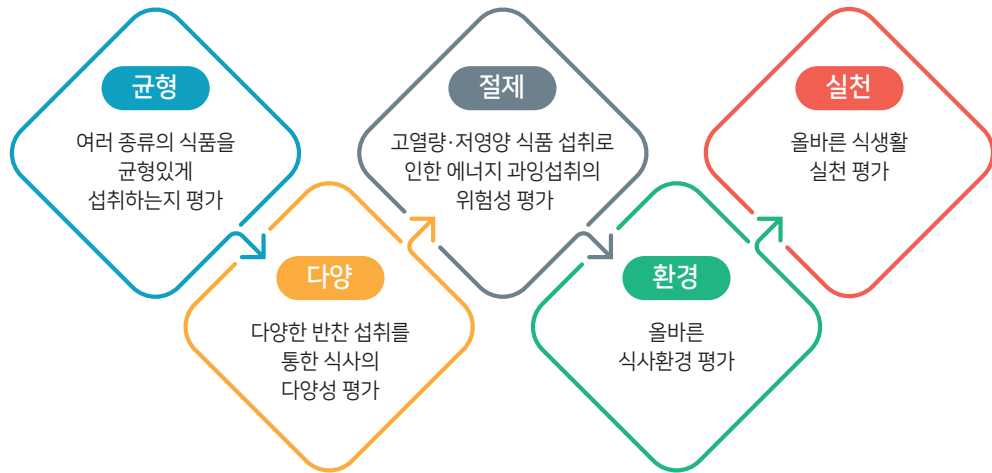 균형
여러 종류의 식품을
균형있게
섭취하는지 평가
다양
다양한 반찬 섭취를
통한 식사의
다양성 평가
절제
고열량·저영양 식품 섭취로
인한 에너지 과잉섭취의
위험성 평가
환경
올바른
식사환경 평가
실천
올바른 식생활
실천 평가